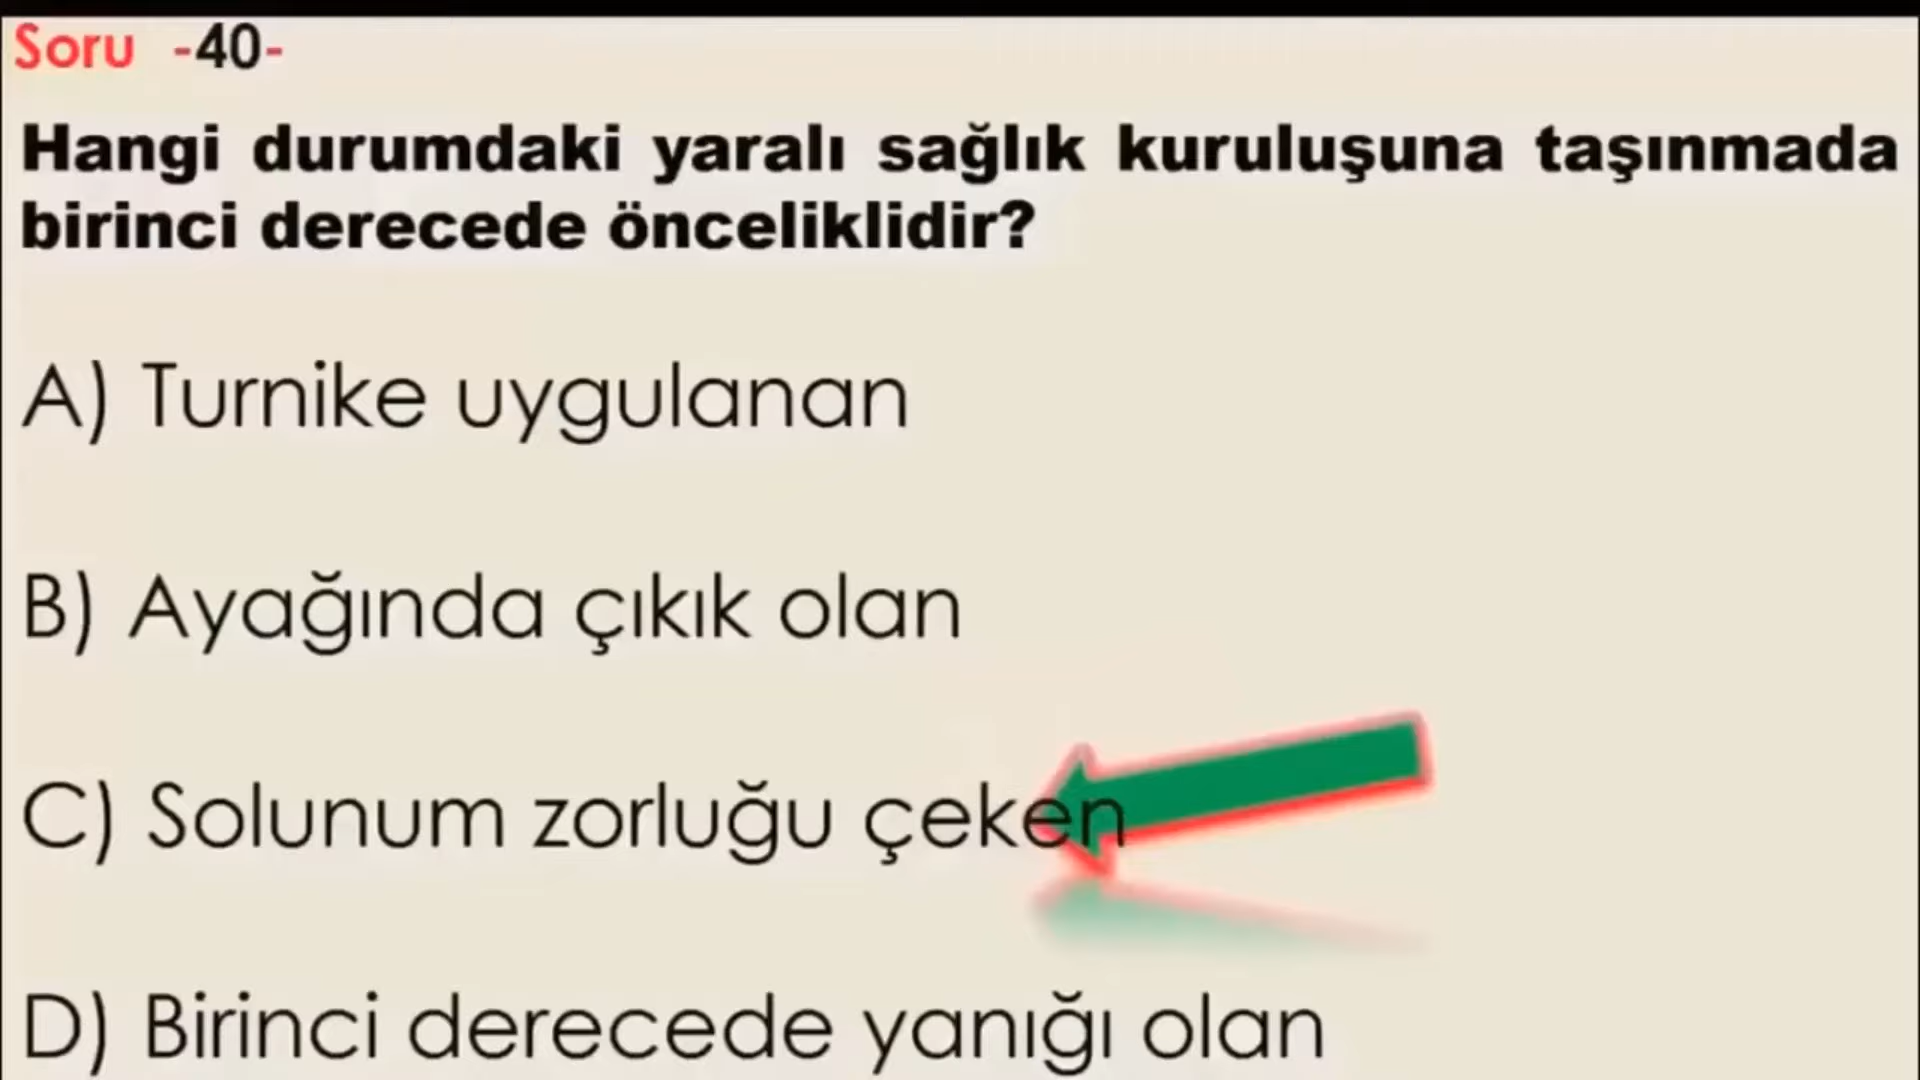 Soru -40-
Hangi durumdaki yaralı sağlık kuruluşuna taşınmada
birinci derecede önceliklidir?
A) Turnike uygulanan
B) Ayağında çıkık olan
C) Solunum zorluğu çeken
D) Birinci derecede yanığı olan